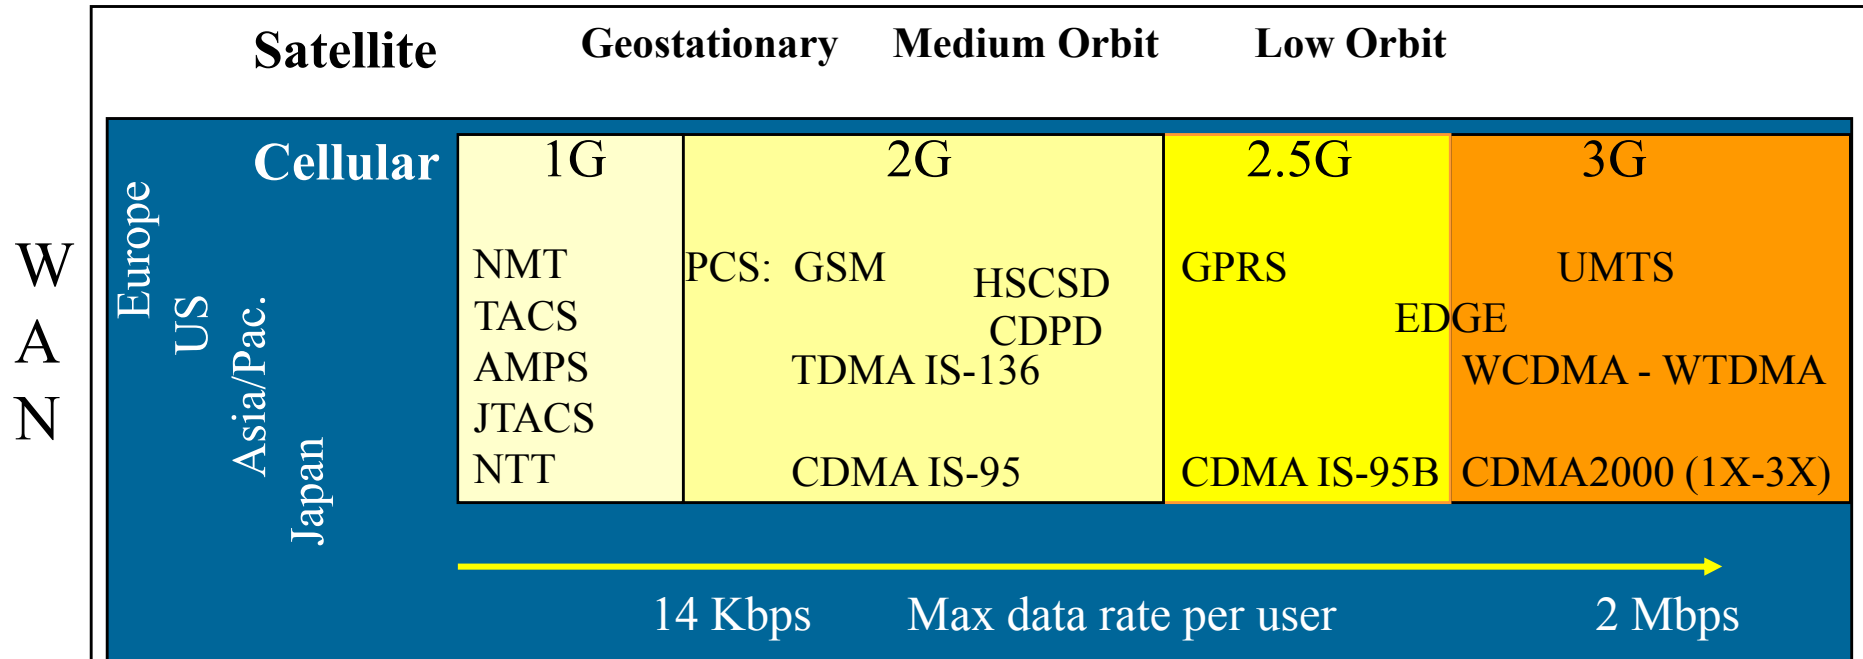 Satellite Geostationary Medium Orbit Low Orbit
Cellular 1G 2G 2.5G 3G
W
A
N
Europe
US
Asia/Pac.
Japan
NMT PCS: GSM HSCSD GPRS UMTS
TACS CDPD EDGE
AMPS TDMA IS-136 WCDMA - WTDMA
JTACS
NTT CDMA IS-95 CDMA IS-95B CDMA2000 (1X-3X)
14 Kbps Max data rate per user 2 Mbps